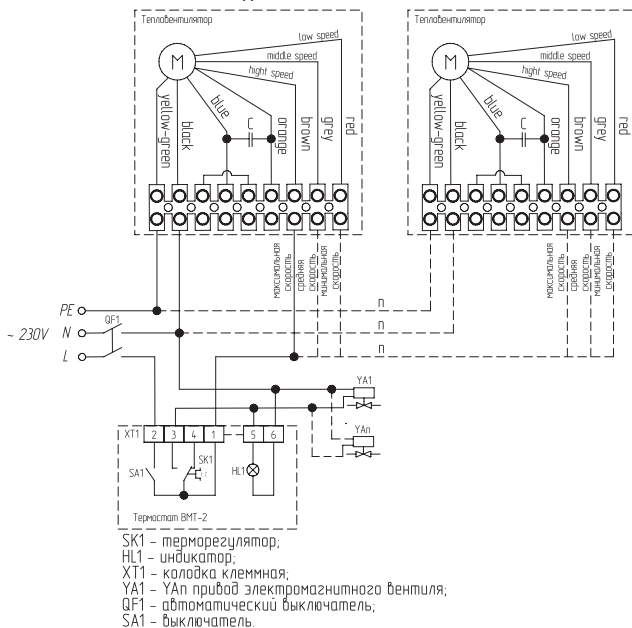 Тепловентилятор
M
low speed
middle speed
hight speed
blue
C
yellow-green
black
orange
brown
grey
red
максимальная скорость
средняя скорость
минимальная скорость
Тепловентилятор
M
low speed
middle speed
hight speed
blue
C
yellow-green
black
orange
brown
grey
red
максимальная скорость
средняя скорость
минимальная скорость
PE
n
~ 230V N
QF1
n
L
n
YA1
YAn
XT1 2 3 4 1 5 6
SA1
SK1
t°C
HL1
Термостат ВМТ-2
SK1 – терморегулятор;
HL1 – индикатор;
XT1 – колодка клеммная;
YA1 – YAn привод электромагнитного вентиля;
QF1 – автоматический выключатель;
SA1 – выключатель.